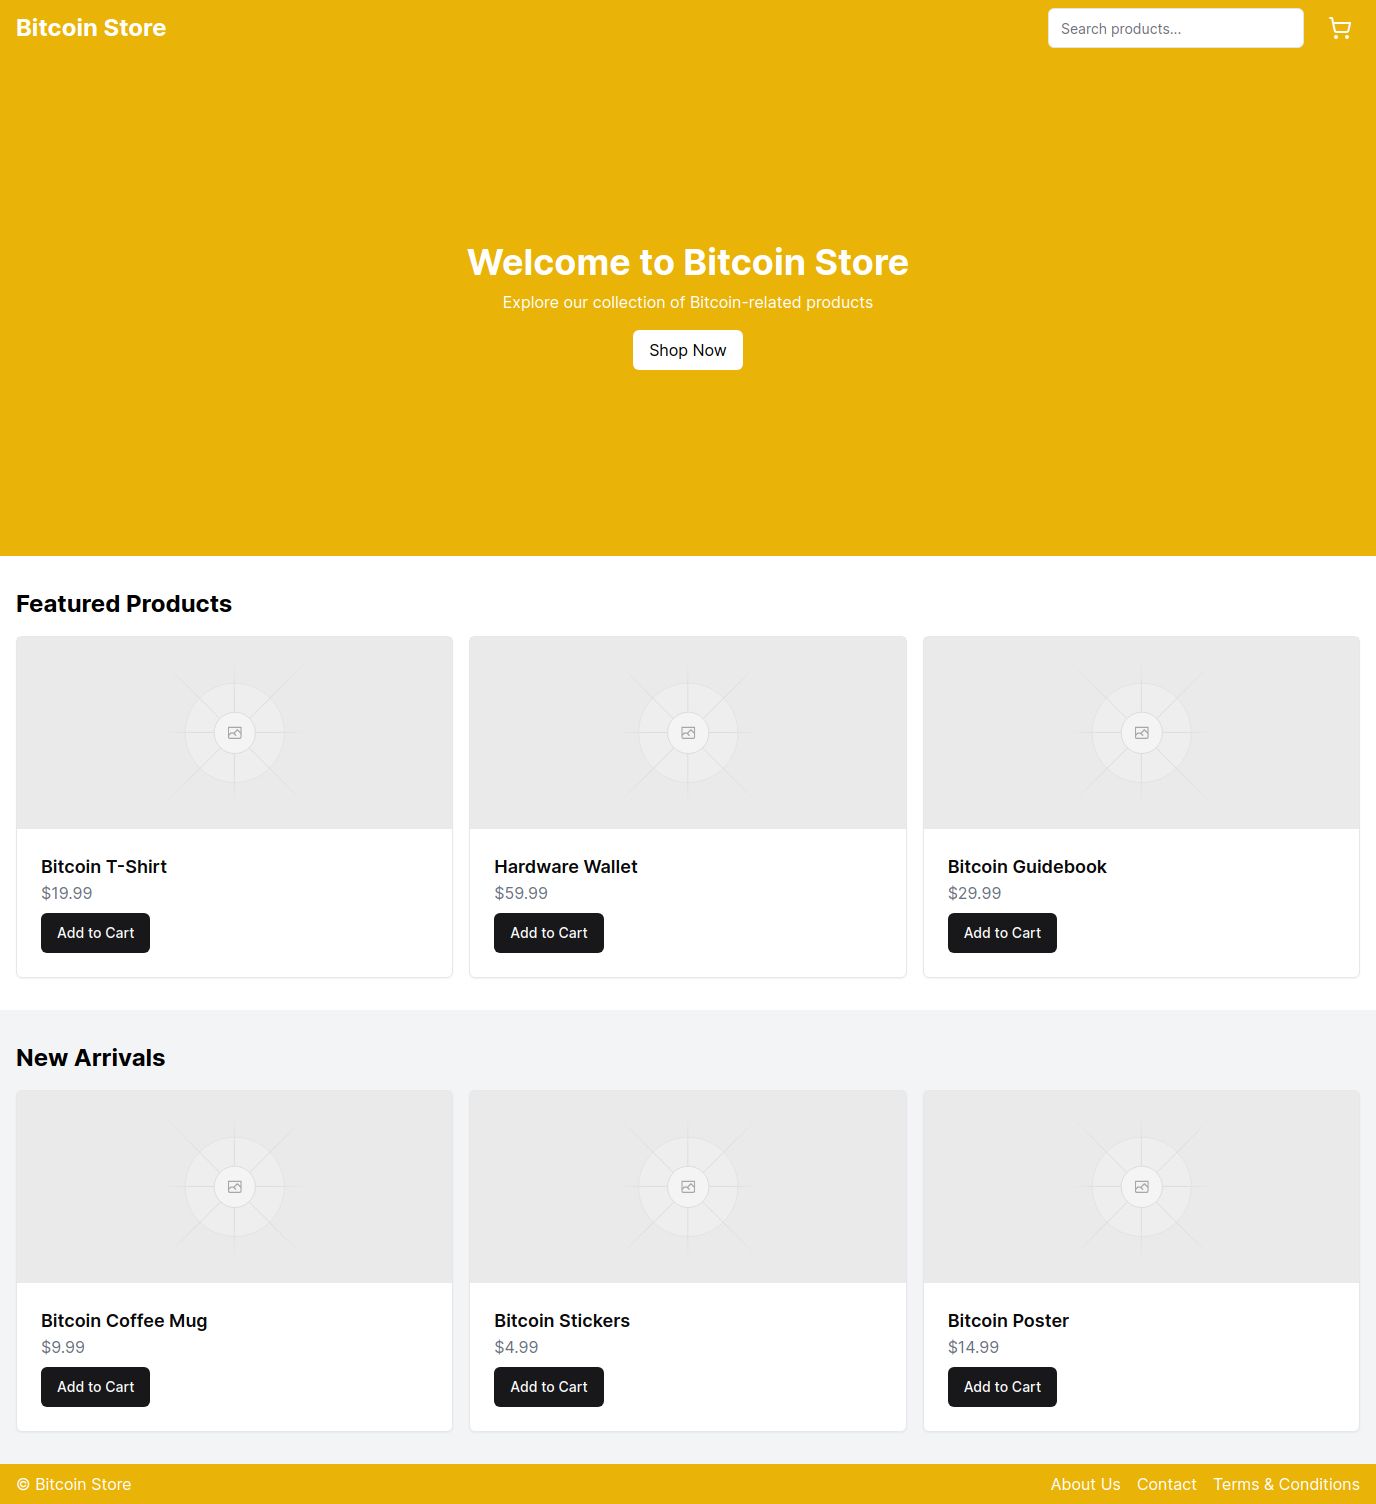 Bitcoin Store
Search products...
Welcome to Bitcoin Store
Explore our collection of Bitcoin-related products
Shop Now
Featured Products
Bitcoin T-Shirt
$19.99
Add to Cart
Hardware Wallet
$59.99
Add to Cart
Bitcoin Guidebook
$29.99
Add to Cart
New Arrivals
Bitcoin Coffee Mug
$9.99
Add to Cart
Bitcoin Stickers
$4.99
Add to Cart
Bitcoin Poster
$14.99
Add to Cart
© Bitcoin Store
About Us
Contact
Terms & Conditions